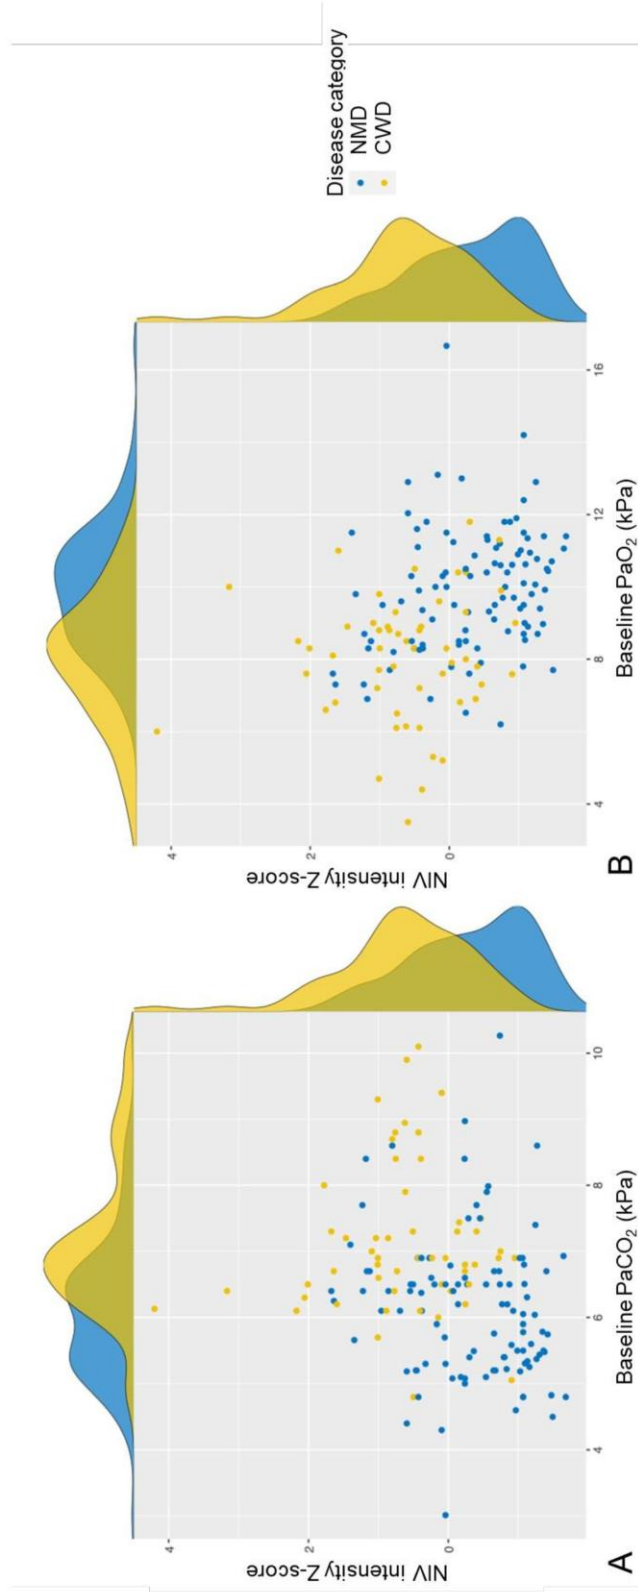 A
NIV intensity Z-score
4
2
0
4
6
8
10
Baseline PaCO₂ (kPa)
B
NIV intensity Z-score
4
2
0
4
8
12
16
Baseline PaO₂ (kPa)
Disease category
NMD
CWD